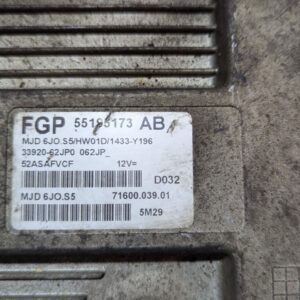 FGP 55195173 AB
MJD 6JO.S5/HW01D/1433-Y196
33920-62JP0 062JP_
52ASAFVCF 12V=
D032
MJD 6JO.S5 71600.039.01
5M29